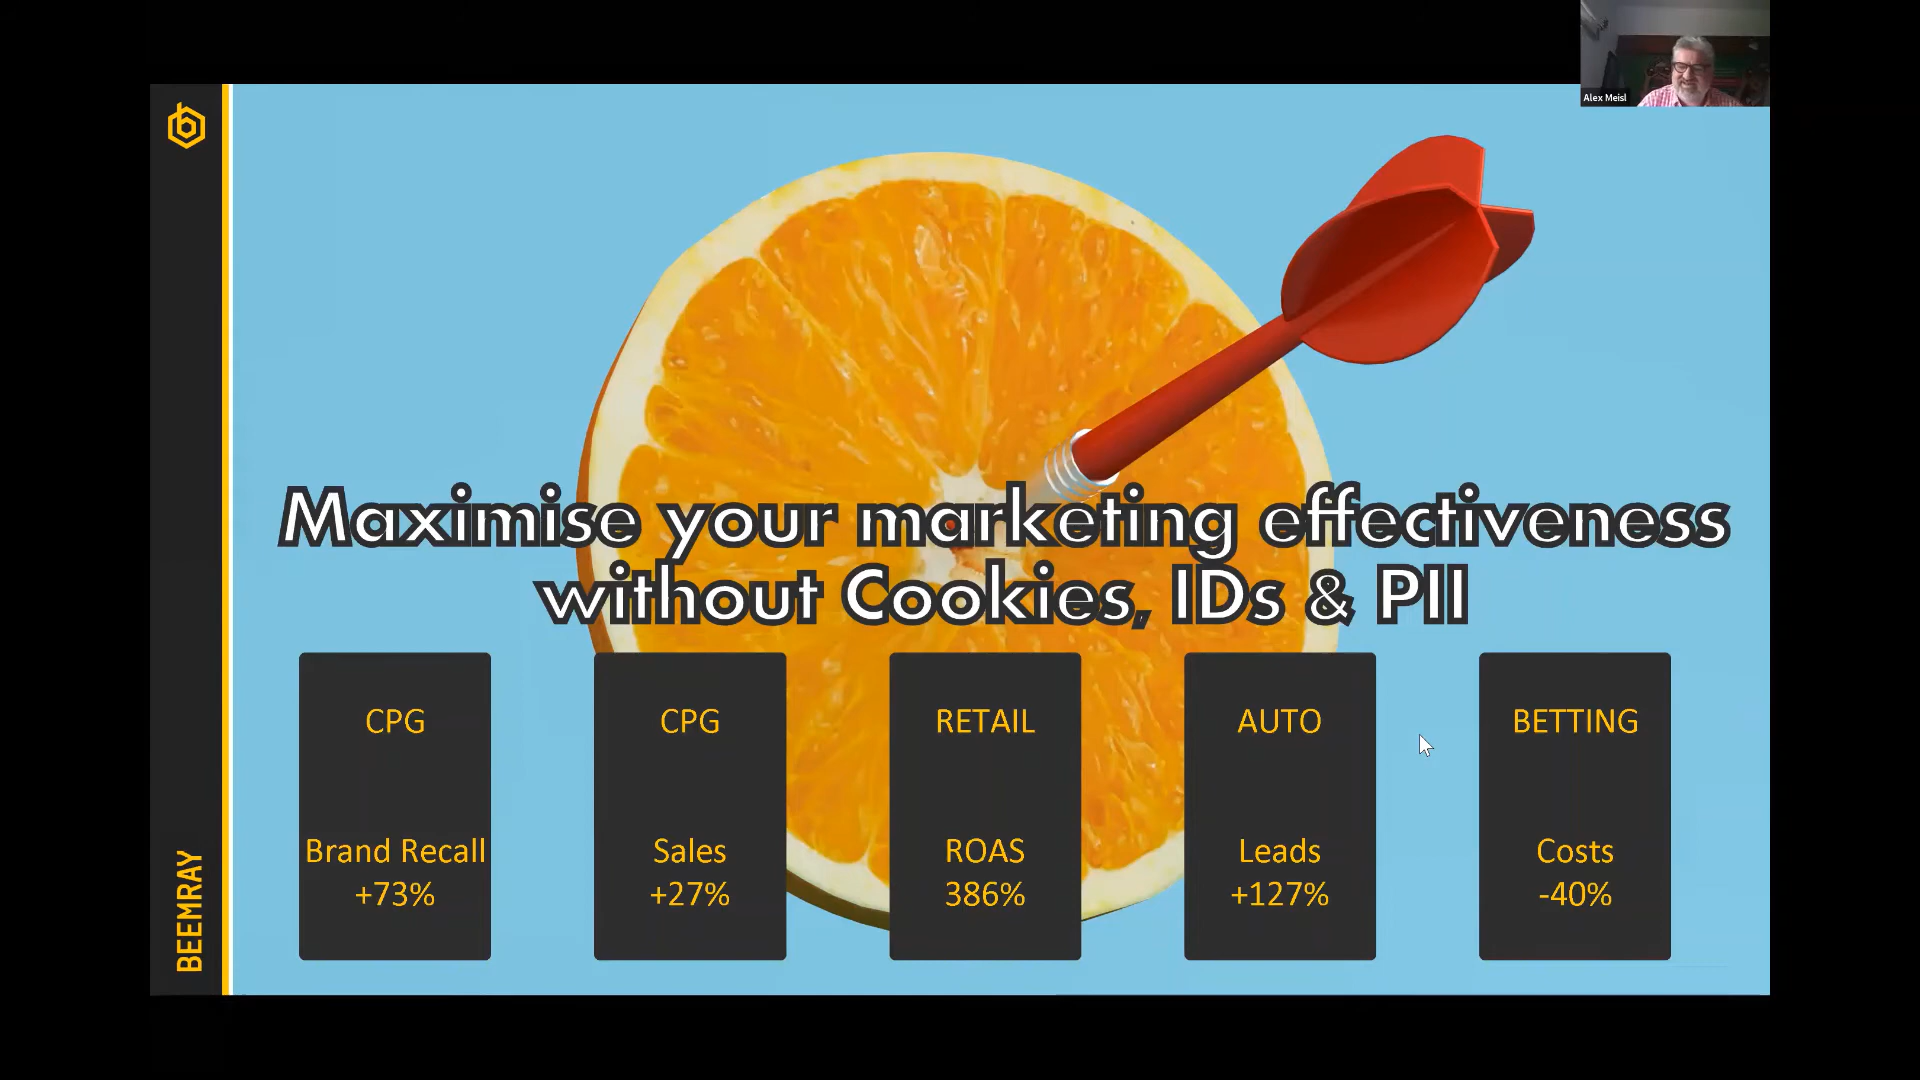 Alex Meisl
Maximise your marketing effectiveness
without Cookies, IDs & PII
CPG
Brand Recall
+73%
CPG
Sales
+27%
RETAIL
ROAS
386%
AUTO
Leads
+127%
BETTING
Costs
-40%
BEEMRAY